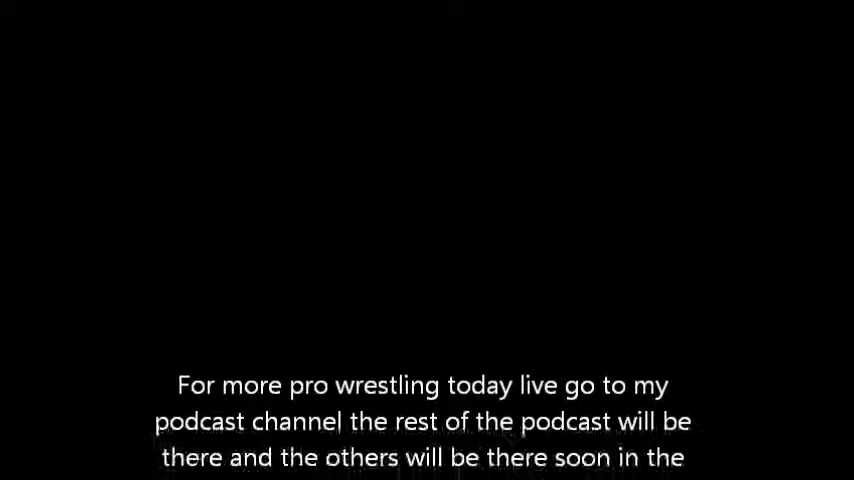 For more pro wrestling today live go to my
podcast channel the rest of the podcast will be
there and the others will be there soon in the